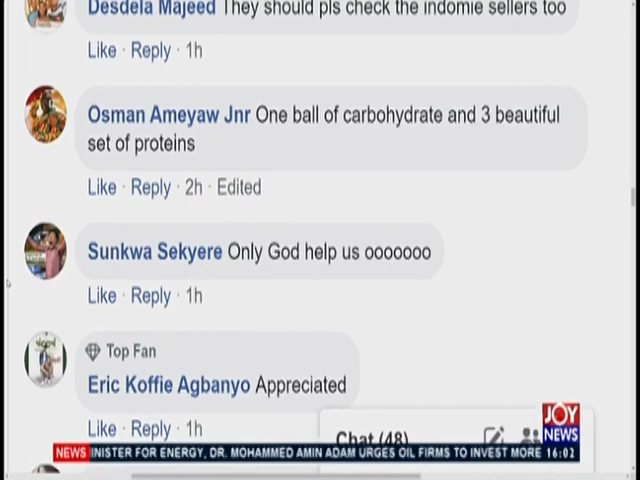 Desdela Majeed They should pls check the indomie sellers too
Like · Reply · 1h
Osman Ameyaw Jnr One ball of carbohydrate and 3 beautiful
set of proteins
Like · Reply · 2h · Edited
Sunkwa Sekyere Only God help us ooooooo
Like · Reply · 1h
Top Fan
Eric Koffie Agbanyo Appreciated
Like · Reply · 1h
Chat (48)
JOY
NEWS
NEWS INISTER FOR ENERGY, DR. MOHAMMED AMIN ADAM URGES OIL FIRMS TO INVEST MORE 16:02